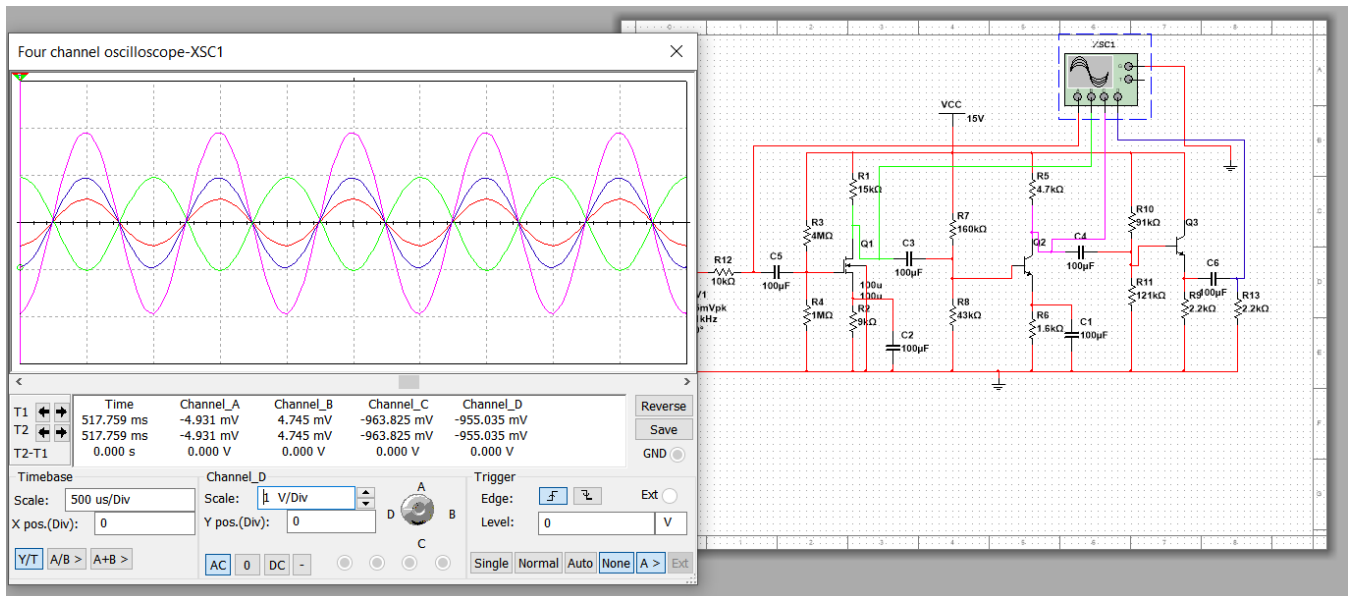 Four channel oscilloscope-XSC1
Time Channel_A Channel_B Channel_C Channel_D
T1 517.759 ms -4.931 mV 4.745 mV -963.825 mV -955.035 mV
T2 517.759 ms -4.931 mV 4.745 mV -963.825 mV -955.035 mV
T2-T1 0.000 s 0.000 V 0.000 V 0.000 V 0.000 V
Reverse
Save
GND
Timebase
Scale: 500 us/Div
X pos.(Div): 0
Y/T A/B > A+B >
Channel_D
Scale: 1 V/Div
Y pos.(Div): 0
AC 0 DC -
A
D B
C
Trigger
Edge: Ext
Level: 0 V
Single Normal Auto None A > Ext
XSC1
VCC
15V
R1
15kΩ
R5
4.7kΩ
R3
4MΩ
R7
160kΩ
R10
91kΩ
Q3
Q1
C3
100µF
Q2
C4
100µF
R12
10kΩ
C5
100µF
C6
100µF
V1
mVpk
kHz
0°
100u
100u
R4
1MΩ
R2
9kΩ
R8
43kΩ
R11
121kΩ
R9
2.2kΩ
R13
2.2kΩ
R6
1.6kΩ
C1
100µF
C2
100µF